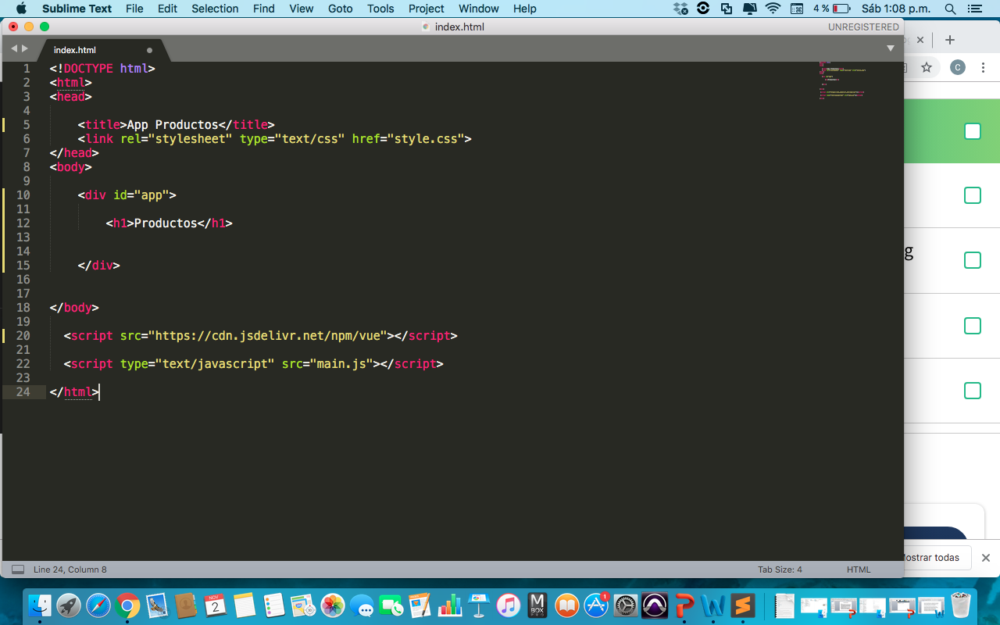 Sublime Text File Edit Selection Find View Goto Tools Project Window Help 4 % Sáb 1:08 p.m.
index.html UNREGISTERED
index.html
1 <!DOCTYPE html>
2 <html>
3 <head>
4
5 <title>App Productos</title>
6 <link rel="stylesheet" type="text/css" href="style.css">
7 </head>
8 <body>
9
10 <div id="app">
11
12 <h1>Productos</h1>
13
14
15 </div>
16
17
18 </body>
19
20 <script src="https://cdn.jsdelivr.net/npm/vue"></script>
21
22 <script type="text/javascript" src="main.js"></script>
23
24 </html>
C
g
ostrar todas
Line 24, Column 8 Tab Size: 4 HTML
NOV
2
M
BOX
PRO
1